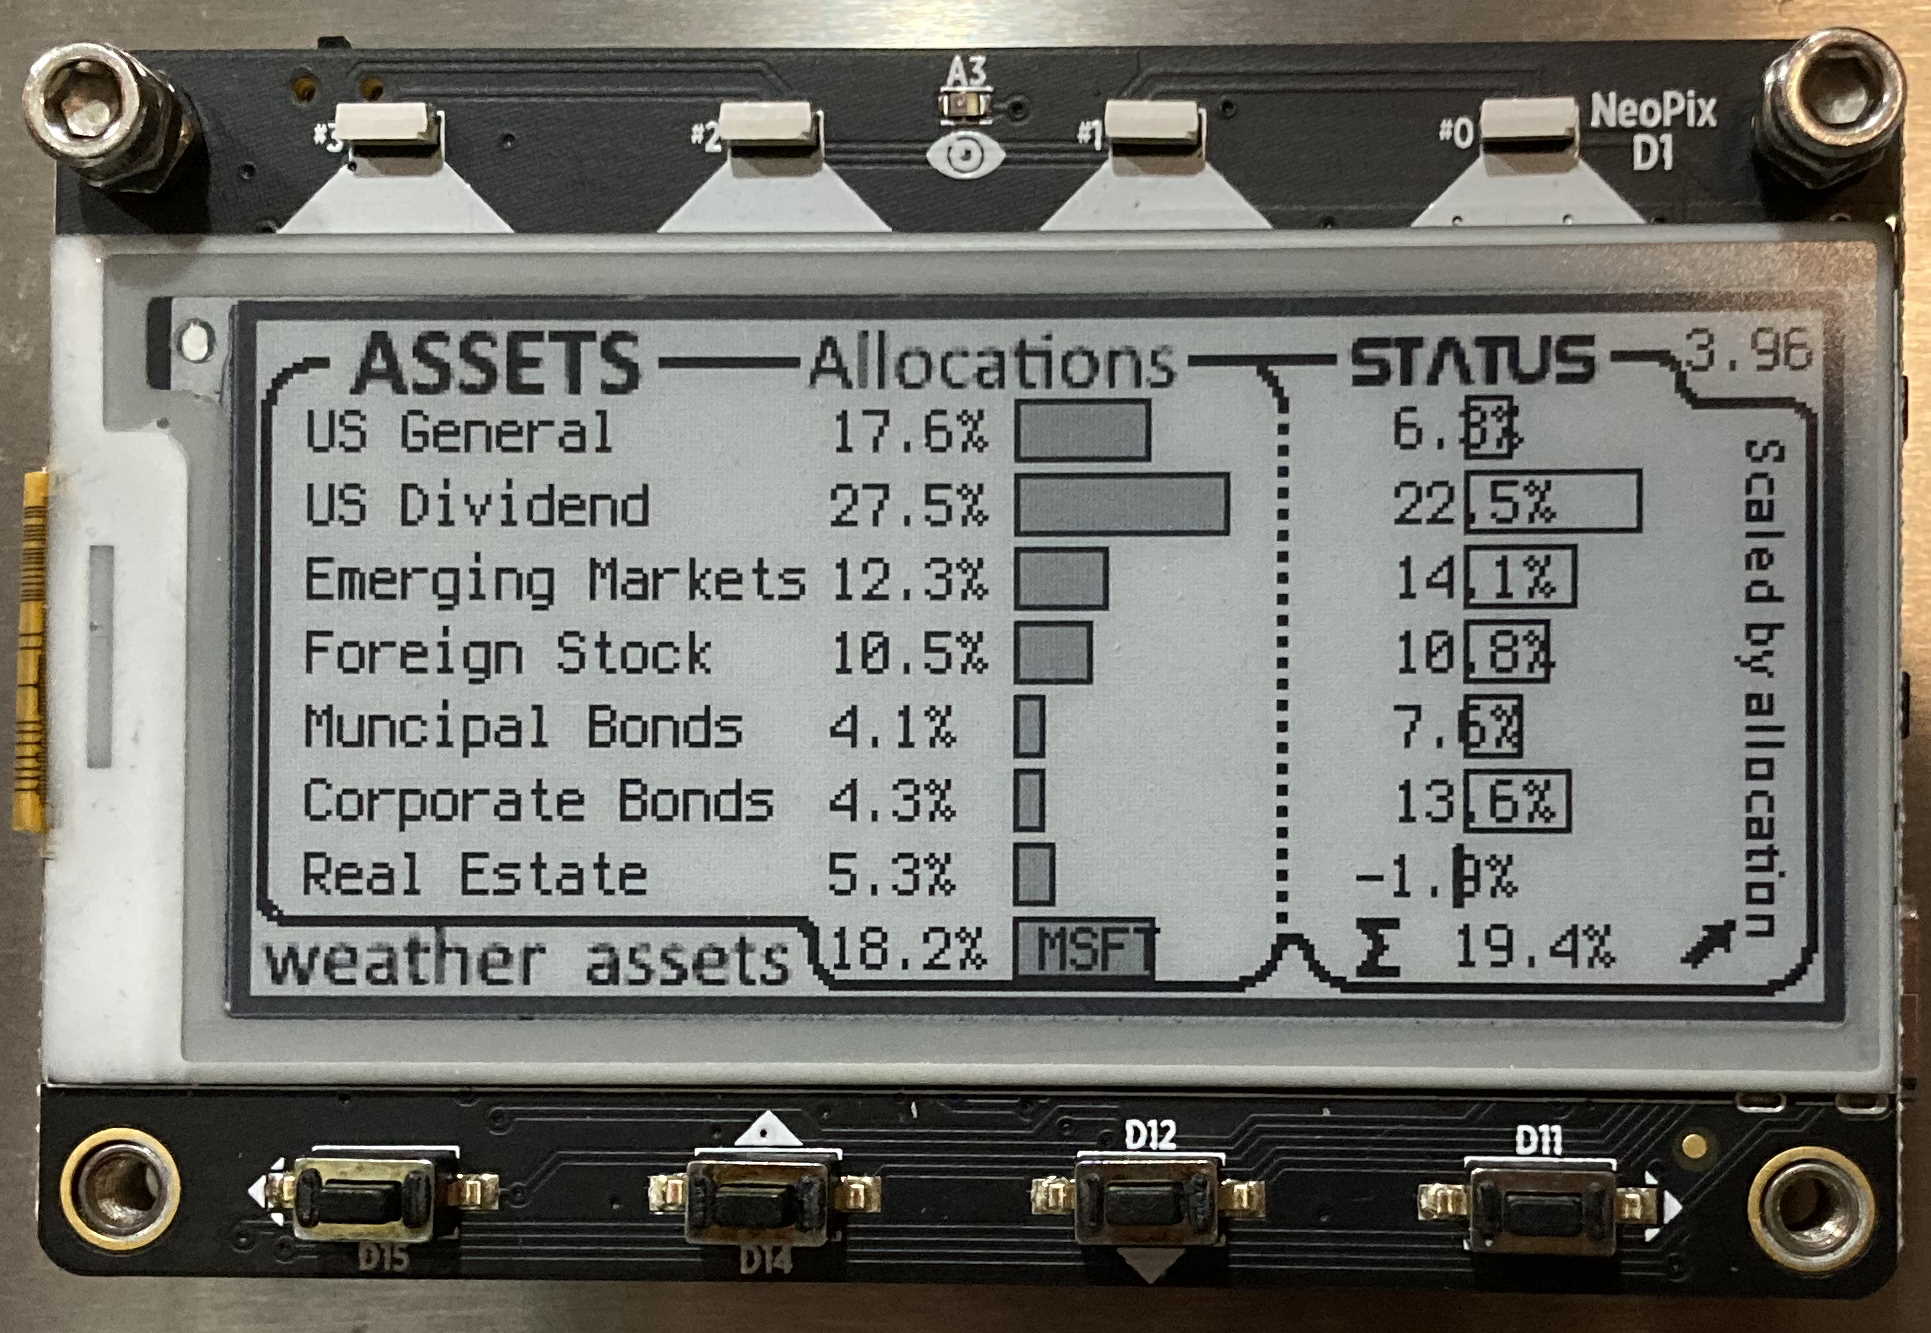 A3
#3 #2 #1 #0 NeoPix
D1
ASSETS Allocations STATUS 3.96
US General 17.6% 6.3%
US Dividend 27.5% 22.5%
Emerging Markets 12.3% 14.1%
Foreign Stock 10.5% 10.8%
Muncipal Bonds 4.1% 7.6%
Corporate Bonds 4.3% 13.6%
Real Estate 5.3%
weather assets 18.2% MSFT Σ 19.4%
Scaled by allocation
D12 D11
D15 D14